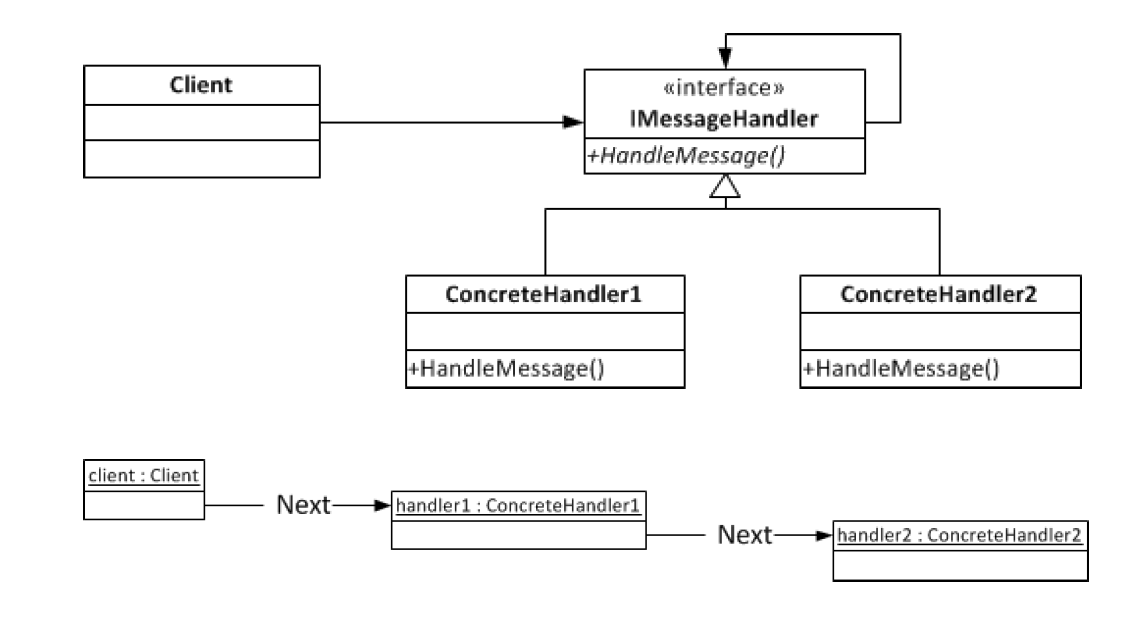 Client
«interface»
IMessageHandler
+HandleMessage()
ConcreteHandler1
+HandleMessage()
ConcreteHandler2
+HandleMessage()
client : Client
Next
handler1 : ConcreteHandler1
Next
handler2 : ConcreteHandler2